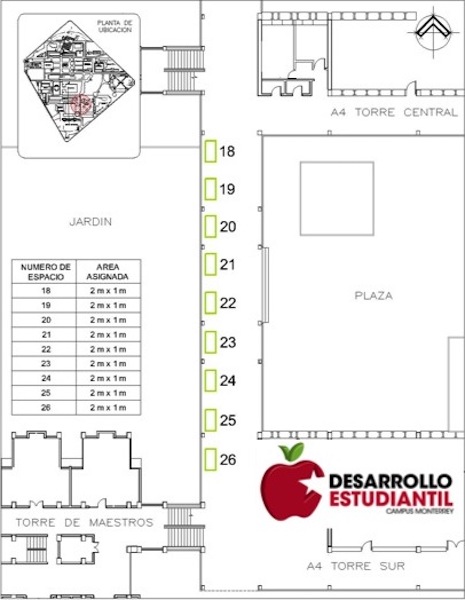 PLANTA DE
UBICACION
A4 TORRE CENTRAL
18
19
JARDIN
20
21
NUMERO DE ESPACIO	AREA ASIGNADA
18	2 m x 1 m
19	2 m x 1 m
20	2 m x 1 m
21	2 m x 1 m
22	2 m x 1 m
23	2 m x 1 m
24	2 m x 1 m
25	2 m x 1 m
26	2 m x 1 m
PLAZA
22
23
24
25
26
DESARROLLO
ESTUDIANTIL
CAMPUS MONTERREY
TORRE DE MAESTROS
A4 TORRE SUR